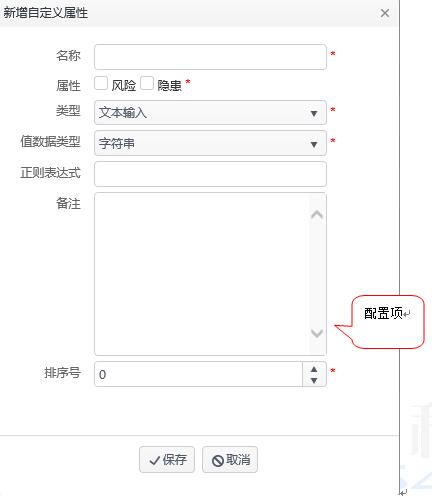 新增自定义属性
名称 *
属性 风险 隐患 *
类型 文本输入 *
值数据类型 字符串 *
正则表达式
备注
配置项
排序号 0 *
保存 取消